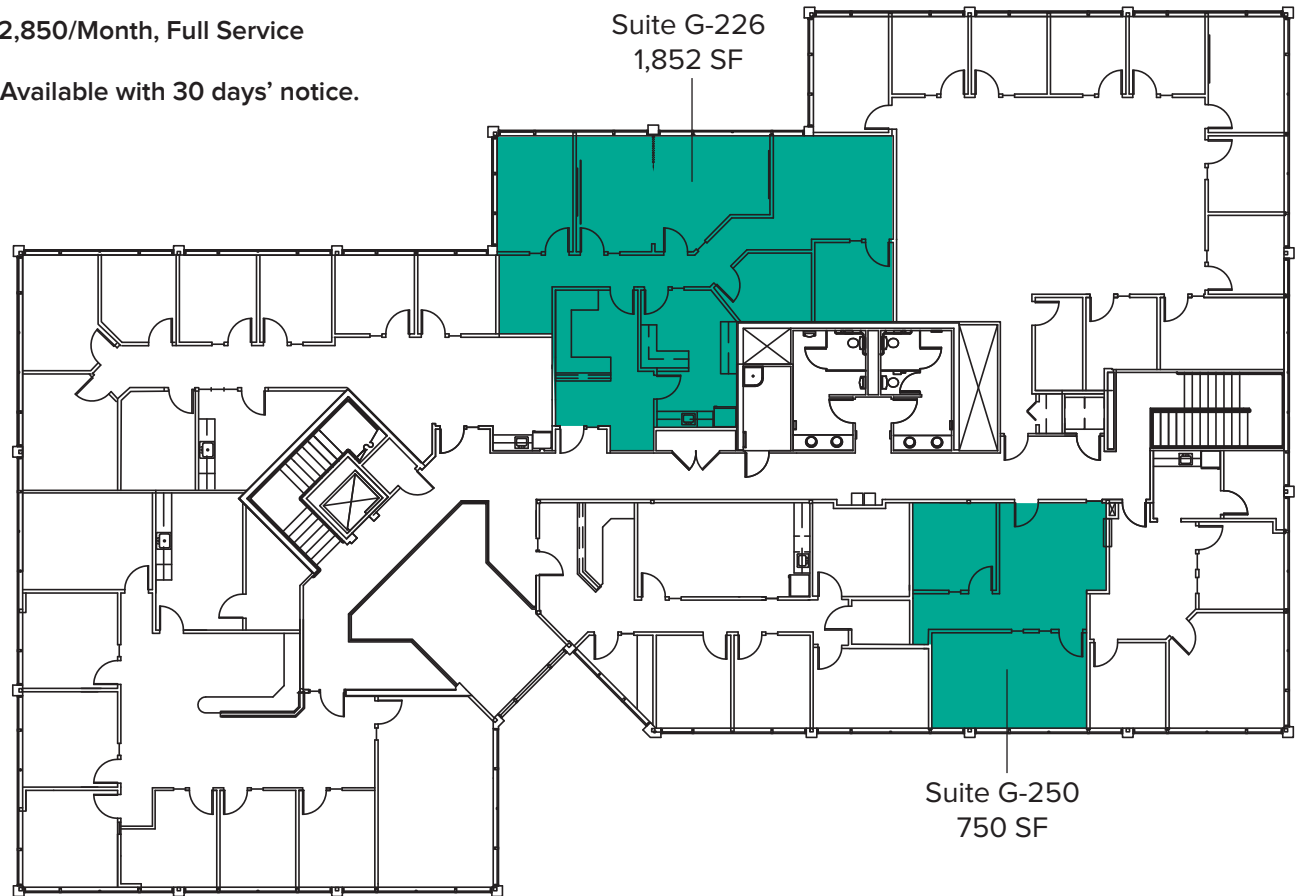 2,850/Month, Full Service
Available with 30 days’ notice.
Suite G-226
1,852 SF
Suite G-250
750 SF